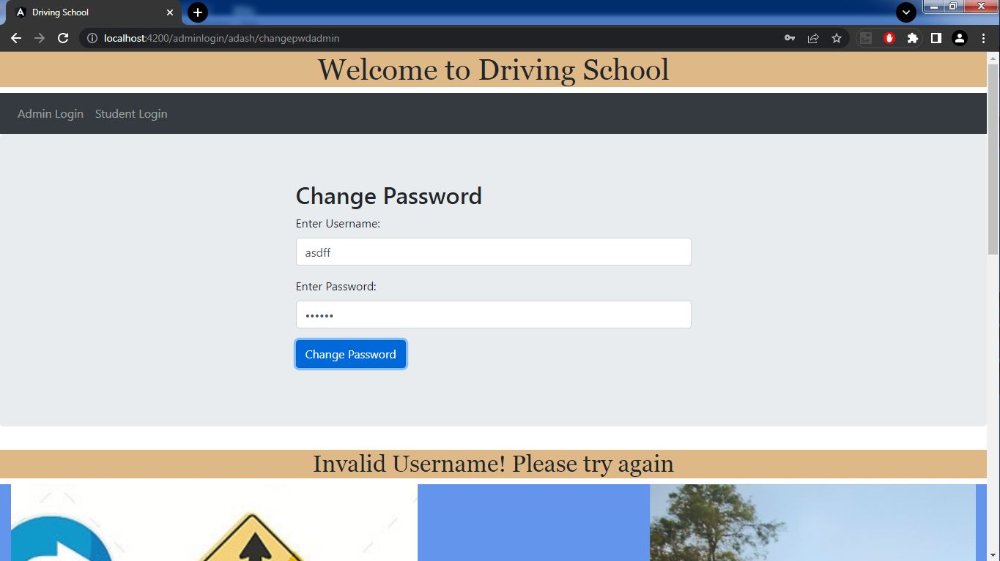 Driving School
localhost:4200/adminlogin/adash/changepwdadmin
Welcome to Driving School
Admin Login Student Login
Change Password
Enter Username:
asdff
Enter Password:
••••••
Change Password
Invalid Username! Please try again